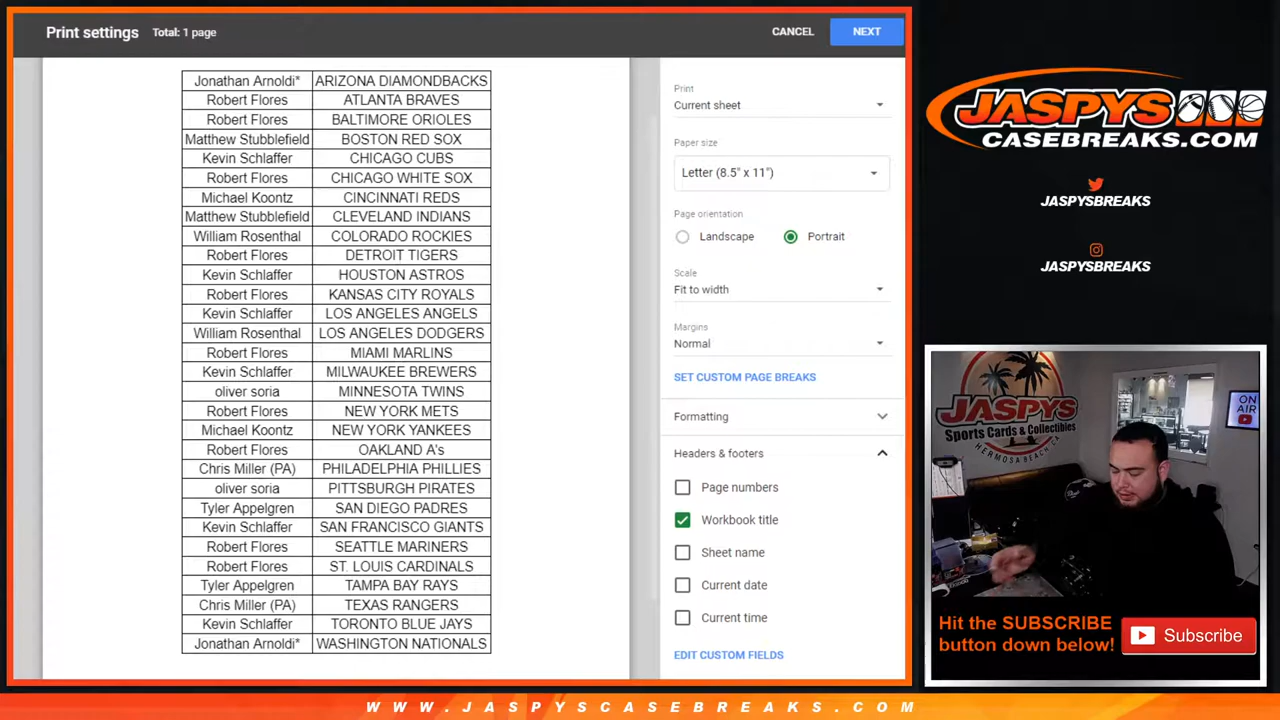 Print settings Total: 1 page CANCEL NEXT
Jonathan Arnoldi* ARIZONA DIAMONDBACKS
Robert Flores ATLANTA BRAVES
Robert Flores BALTIMORE ORIOLES
Matthew Stubblefield BOSTON RED SOX
Kevin Schlaffer CHICAGO CUBS
Robert Flores CHICAGO WHITE SOX
Michael Koontz CINCINNATI REDS
Matthew Stubblefield CLEVELAND INDIANS
William Rosenthal COLORADO ROCKIES
Robert Flores DETROIT TIGERS
Kevin Schlaffer HOUSTON ASTROS
Robert Flores KANSAS CITY ROYALS
Kevin Schlaffer LOS ANGELES ANGELS
William Rosenthal LOS ANGELES DODGERS
Robert Flores MIAMI MARLINS
Kevin Schlaffer MILWAUKEE BREWERS
oliver soria MINNESOTA TWINS
Robert Flores NEW YORK METS
Michael Koontz NEW YORK YANKEES
Robert Flores OAKLAND A's
Chris Miller (PA) PHILADELPHIA PHILLIES
oliver soria PITTSBURGH PIRATES
Tyler Appelgren SAN DIEGO PADRES
Kevin Schlaffer SAN FRANCISCO GIANTS
Robert Flores SEATTLE MARINERS
Robert Flores ST. LOUIS CARDINALS
Tyler Appelgren TAMPA BAY RAYS
Chris Miller (PA) TEXAS RANGERS
Kevin Schlaffer TORONTO BLUE JAYS
Jonathan Arnoldi* WASHINGTON NATIONALS
Print
Current sheet
Paper size
Letter (8.5" x 11")
Page orientation
Landscape Portrait
Scale
Fit to width
Margins
Normal
SET CUSTOM PAGE BREAKS
Formatting
Headers & footers
Page numbers
Workbook title
Sheet name
Current date
Current time
EDIT CUSTOM FIELDS
JASPYS
CASEBREAKS.COM
JASPYSBREAKS
JASPYSBREAKS
JASPYS
Sports Cards & Collectibles
HERMOSA BEACH, CA
ON
AIR
Hit the SUBSCRIBE
button down below!
Subscribe
WWW.JASPYSCASEBREAKS.COM